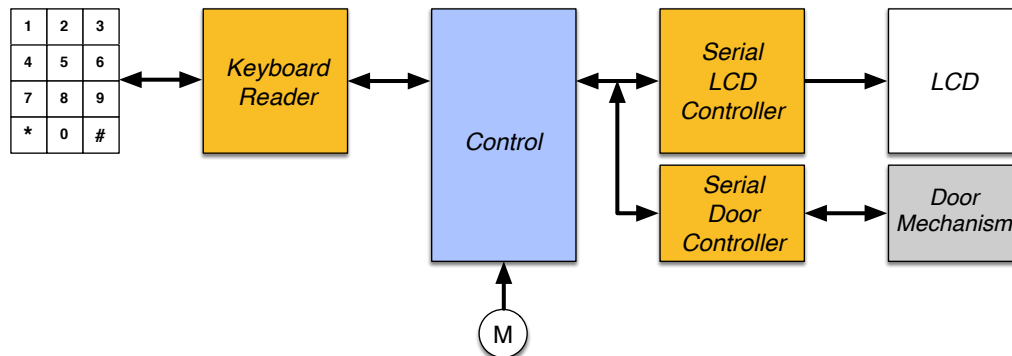 1 2 3
4 5 6
7 8 9
* 0 #
Keyboard
Reader
Control
M
Serial
LCD
Controller
LCD
Serial
Door
Controller
Door
Mechanism